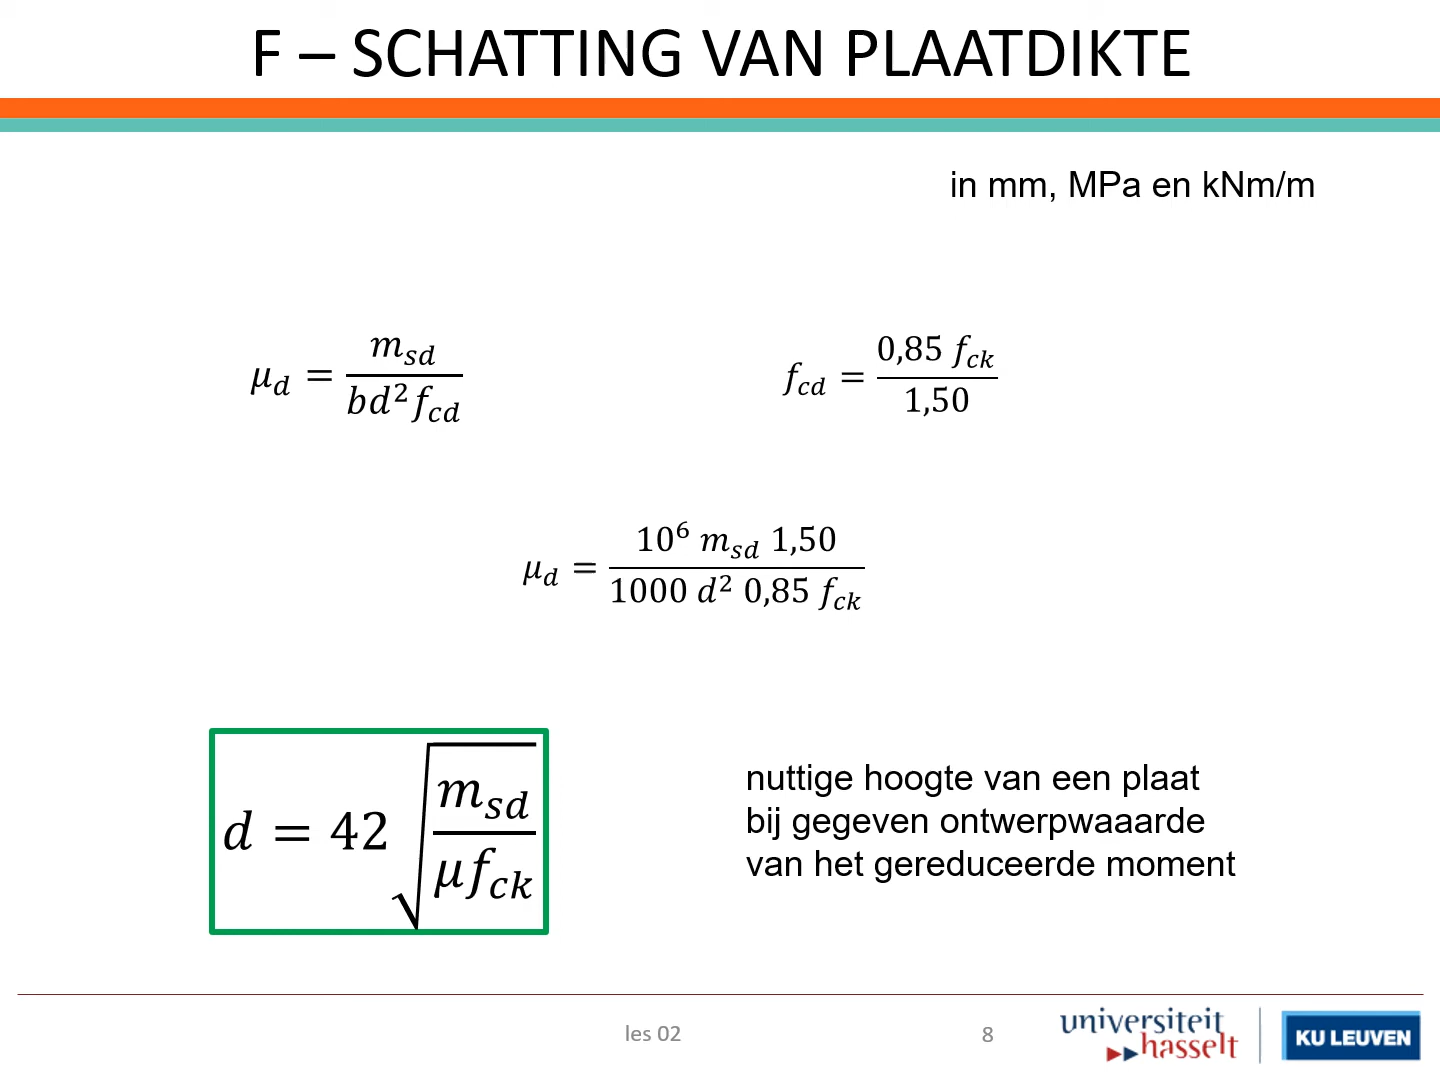 F – SCHATTING VAN PLAATDIKTE
in mm, MPa en kNm/m
μ_d = m_sd / (b d² f_cd)
f_cd = 0,85 f_ck / 1,50
μ_d = 10⁶ m_sd 1,50 / (1000 d² 0,85 f_ck)
d = 42 √(m_sd / (μ f_ck))
nuttige hoogte van een plaat
bij gegeven ontwerpwaaarde
van het gereduceerde moment
les 02
8
universiteit
hasselt
KU LEUVEN